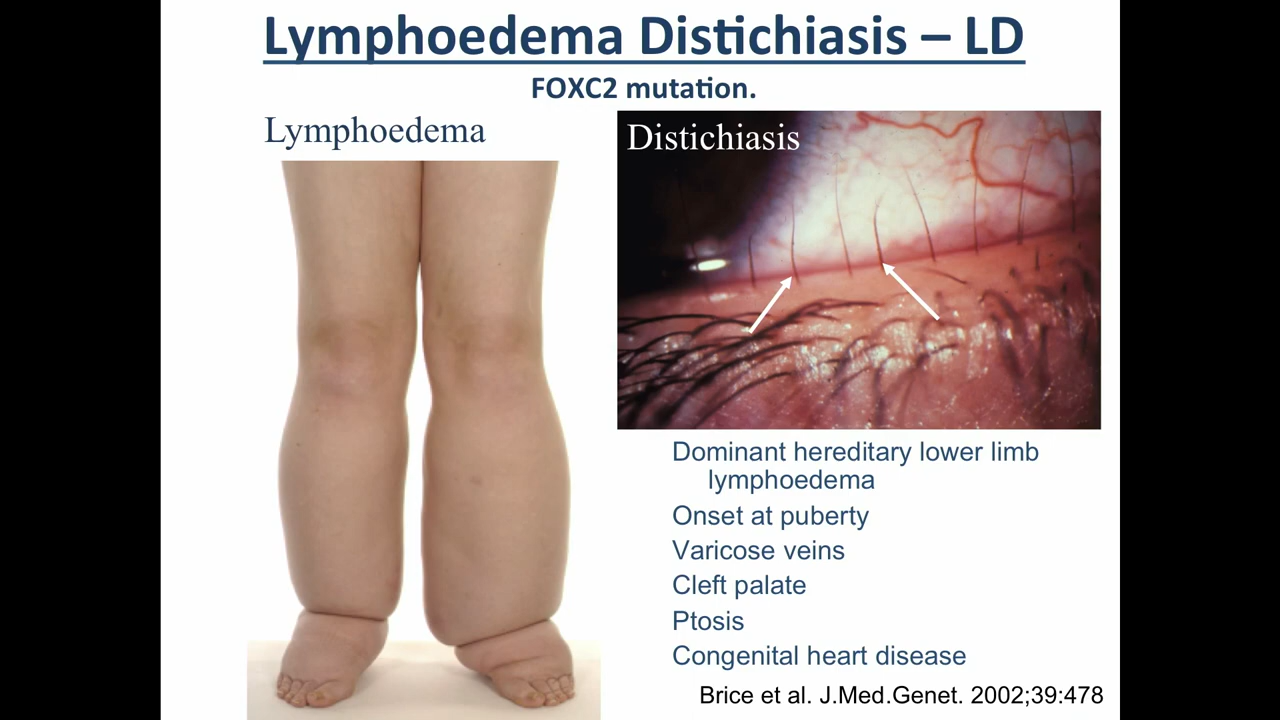 Lymphoedema Distichiasis – LD
FOXC2 mutation.
Lymphoedema
Distichiasis
Dominant hereditary lower limb
lymphoedema
Onset at puberty
Varicose veins
Cleft palate
Ptosis
Congenital heart disease
Brice et al. J.Med.Genet. 2002;39:478